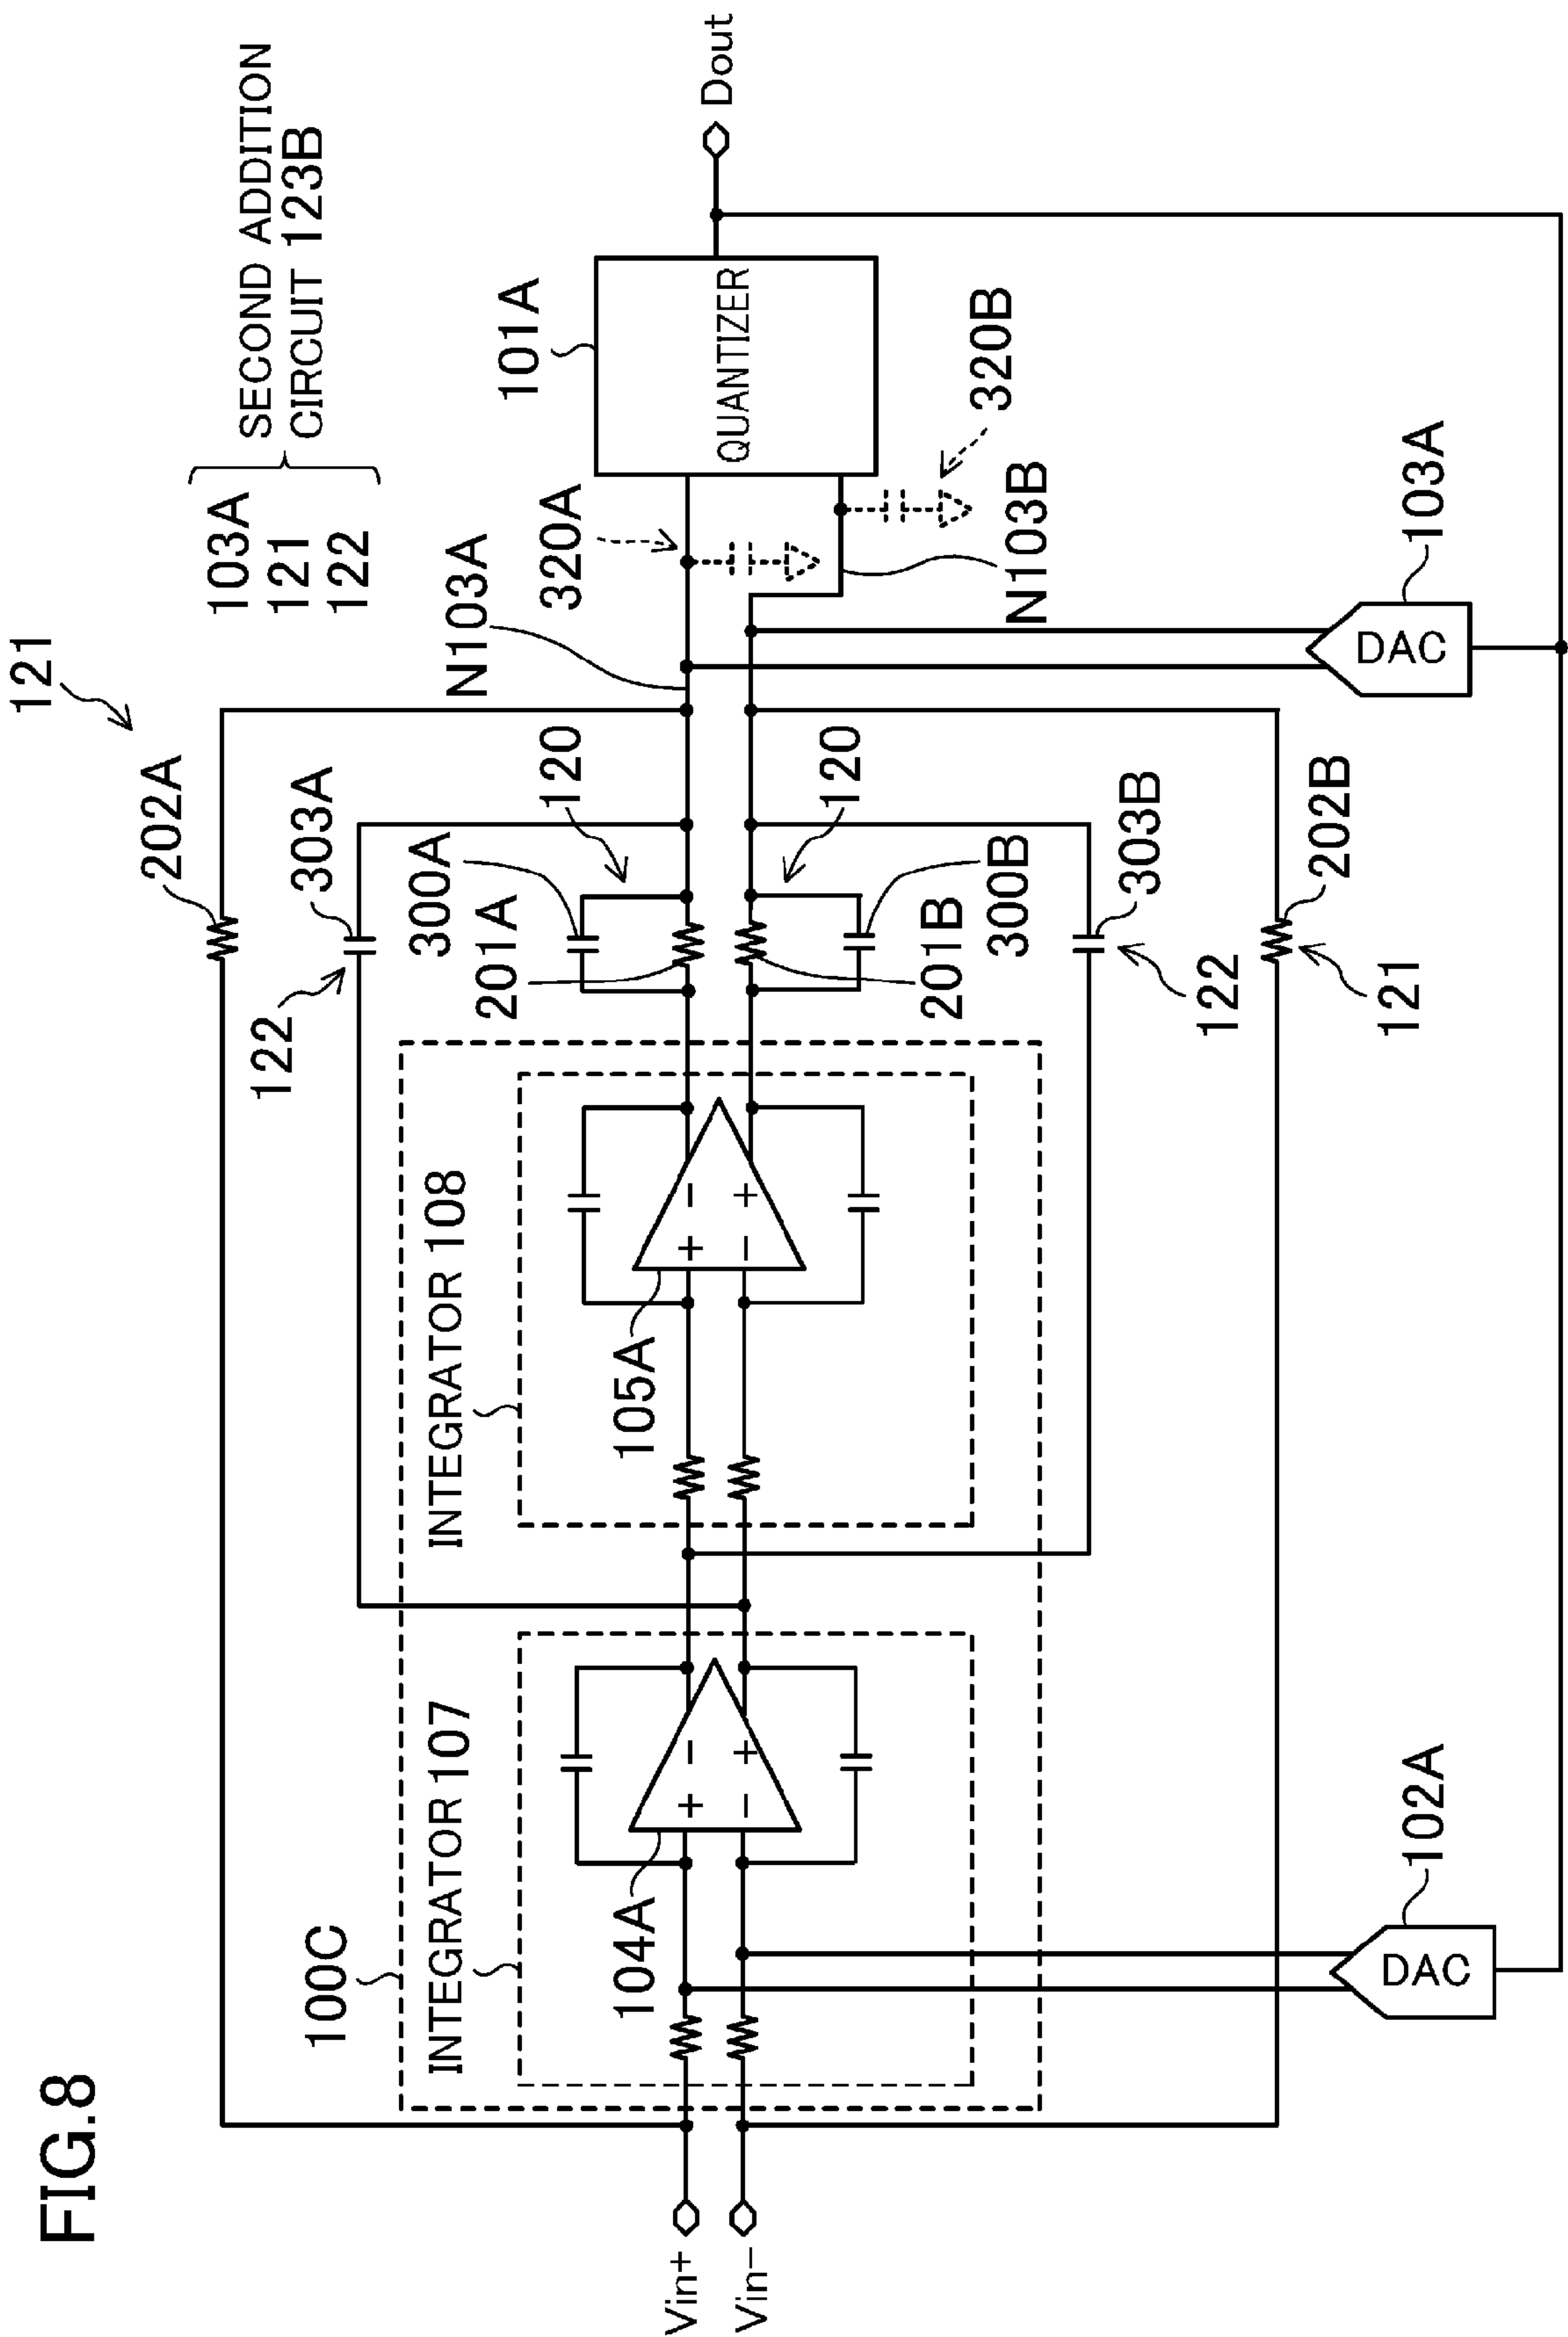 FIG.8
121
103A
121
122
SECOND ADDITION
CIRCUIT 123B
202A
303A
122
300A
120
201A
N103A
320A
101A
QUANTIZER
Dout
100C
INTEGRATOR 107
INTEGRATOR 108
104A
- +
+ -
105A
- +
+ -
Vin+
Vin−
120
201B
300B
N103B
320B
122
303B
121
202B
102A
DAC
103A
DAC